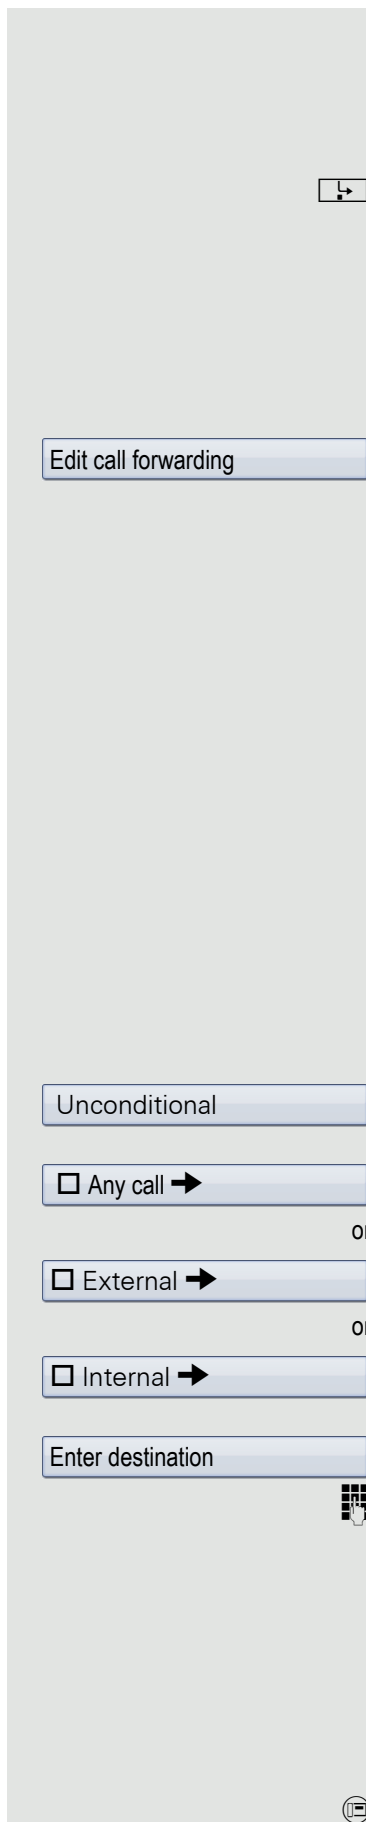 Edit call forwarding
Unconditional
☐ Any call ➔
or
☐ External ➔
or
☐ Internal ➔
Enter destination